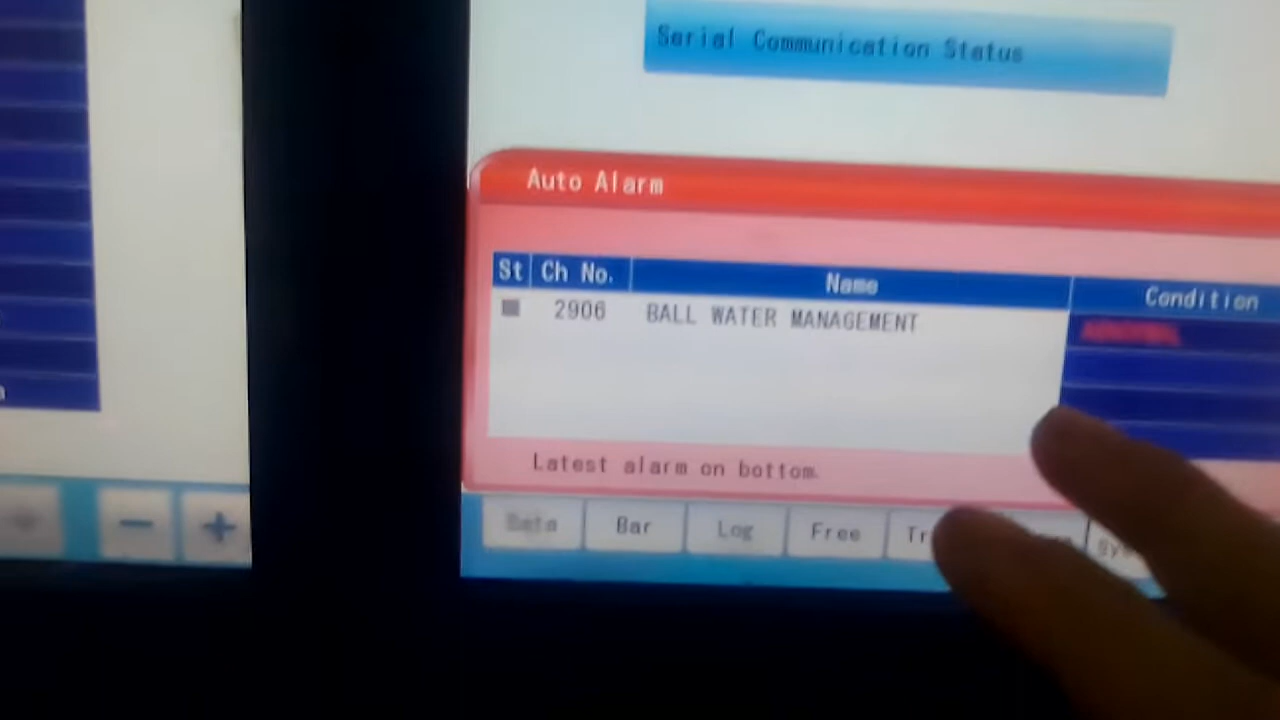 Serial Communication Status
Auto Alarm
St Ch No. Name Condition
2906 BALL WATER MANAGEMENT
Latest alarm on bottom.
Data Bar Log Free
- +